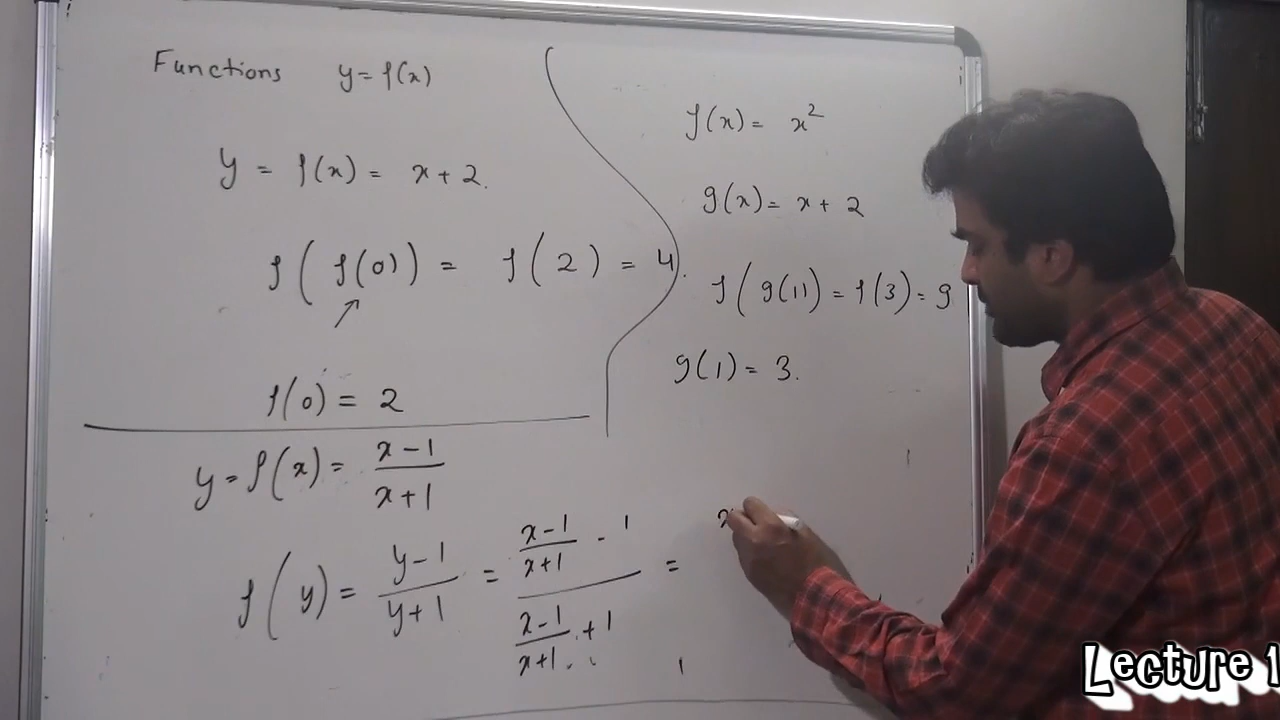 Functions y = f(x)
y = f(x) = x + 2.
f(f(0)) = f(2) = 4.
f(0) = 2
f(x) = x²
g(x) = x + 2
f(g(1)) = f(3) = 9
g(1) = 3.
y = f(x) = (x-1)/(x+1)
f(y) = (y-1)/(y+1) = ((x-1)/(x+1) - 1)/((x-1)/(x+1) + 1) = x
Lecture 1